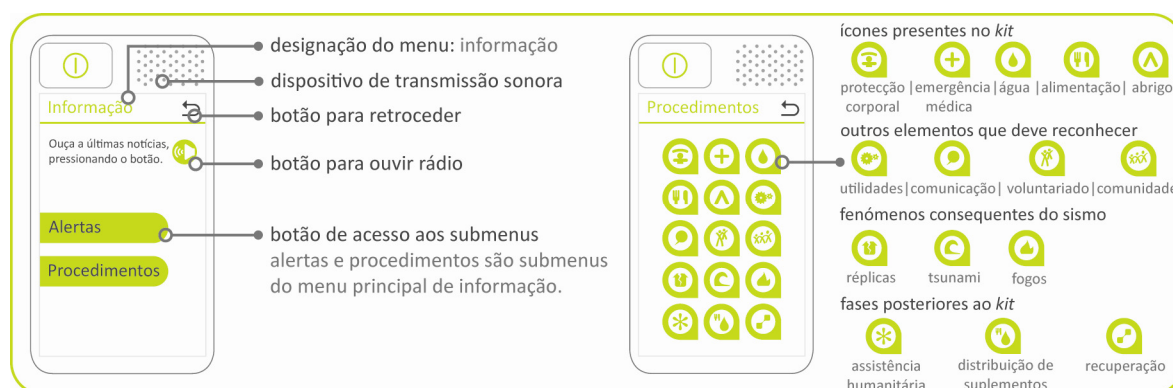 Informação
Ouça a últimas notícias,
pressionando o botão.
Alertas
Procedimentos
designação do menu: informação
dispositivo de transmissão sonora
botão para retroceder
botão para ouvir rádio
botão de acesso aos submenus
alertas e procedimentos são submenus
do menu principal de informação.
Procedimentos
ícones presentes no kit
protecção |emergência|água |alimentação| abrigo
corporal médica
outros elementos que deve reconhecer
utilidades|comunicação| voluntariado|comunidade
fenómenos consequentes do sismo
réplicas tsunami fogos
fases posteriores ao kit
assistência distribuição de recuperação
humanitária suplementos